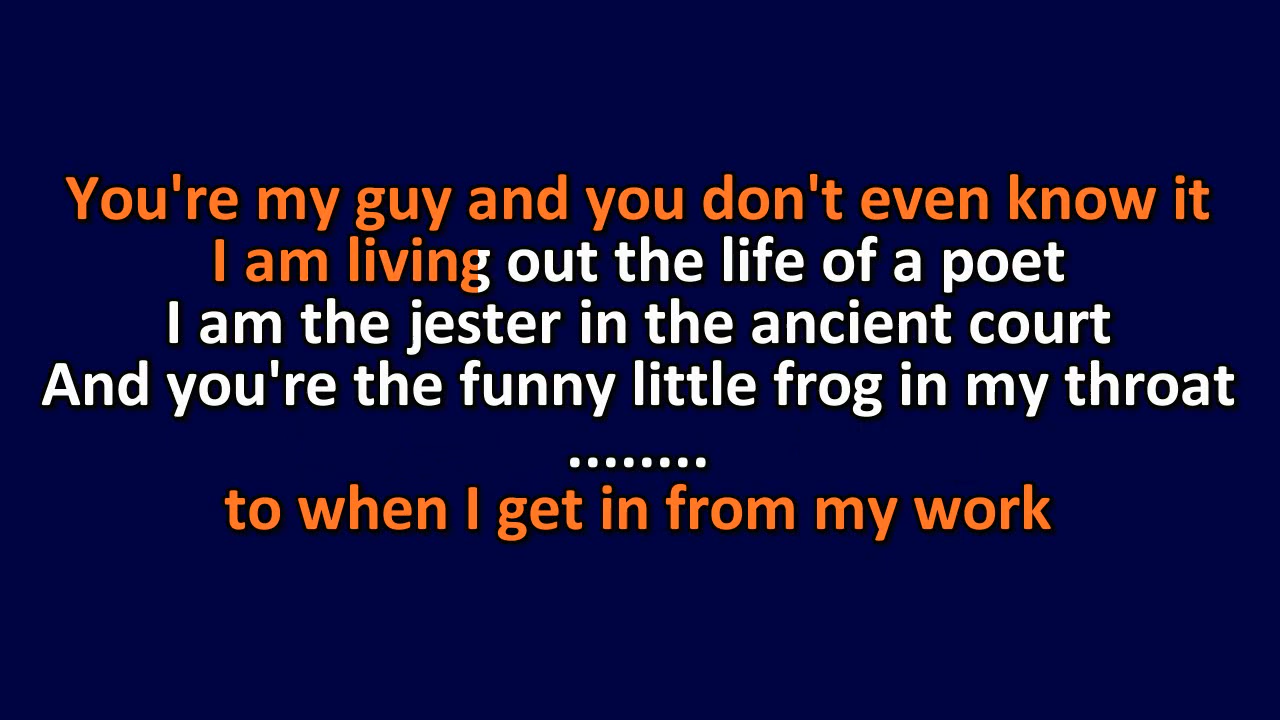 You're my guy and you don't even know it
I am living out the life of a poet
I am the jester in the ancient court
And you're the funny little frog in my throat
........
to when I get in from my work